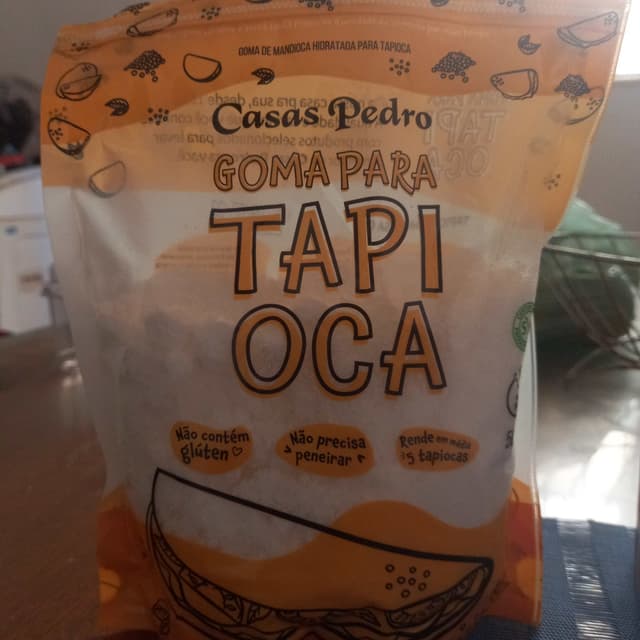 GOMA DE MANDIOCA HIDRATADA PARA TAPIOCA
Casas Pedro
GOMA PARA
TAPI
OCA
Não contém
glúten
Não precisa
peneirar
Rende em média
5 tapiocas